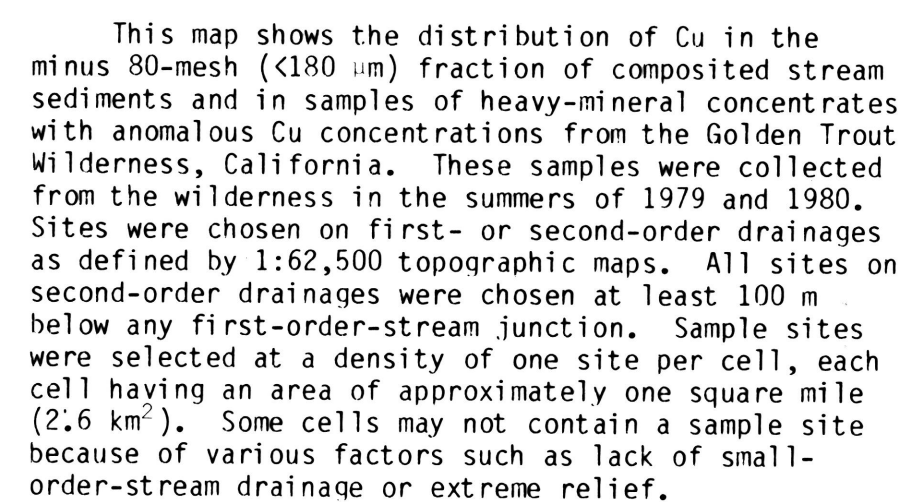 This map shows the distribution of Cu in the
minus 80-mesh (<180 μm) fraction of composited stream
sediments and in samples of heavy-mineral concentrates
with anomalous Cu concentrations from the Golden Trout
Wilderness, California. These samples were collected
from the wilderness in the summers of 1979 and 1980.
Sites were chosen on first- or second-order drainages
as defined by 1:62,500 topographic maps. All sites on
second-order drainages were chosen at least 100 m
below any first-order-stream junction. Sample sites
were selected at a density of one site per cell, each
cell having an area of approximately one square mile
(2.6 km²). Some cells may not contain a sample site
because of various factors such as lack of small-
order-stream drainage or extreme relief.